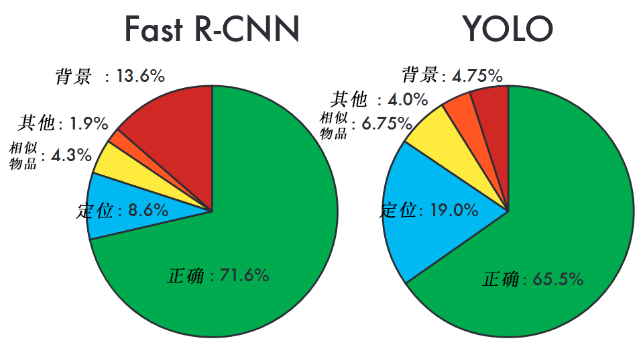 Fast R-CNN
背景 : 13.6%
其他: 1.9%
相似
物品: 4.3%
定位: 8.6%
正确: 71.6%
YOLO
背景: 4.75%
其他 : 4.0%
相似
物品: 6.75%
定位: 19.0%
正确: 65.5%